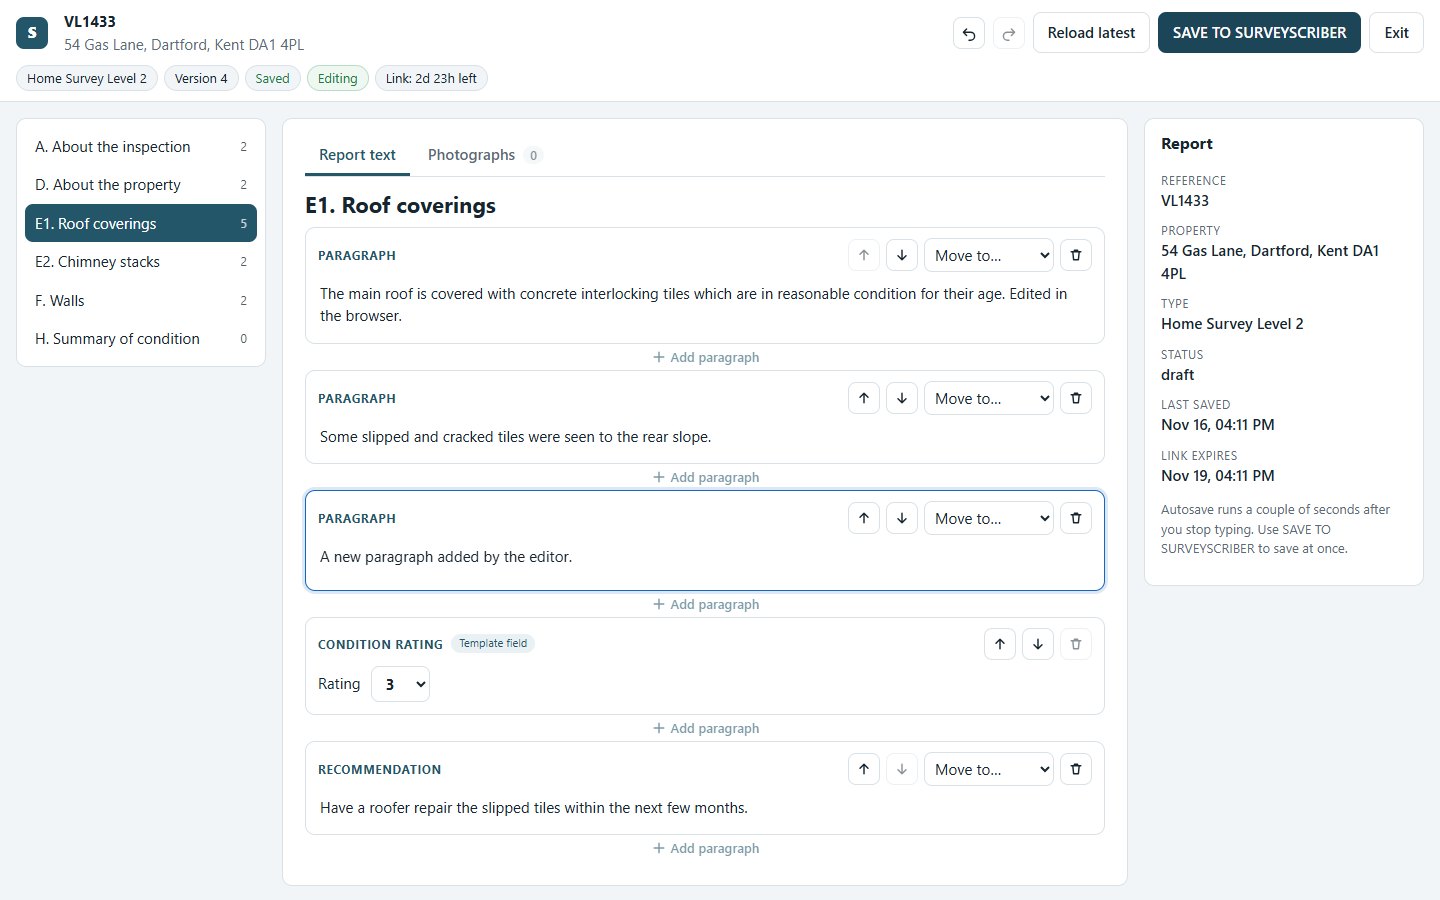 S
VL1433
54 Gas Lane, Dartford, Kent DA1 4PL
Reload latest
SAVE TO SURVEYSCRIBER
Exit
Home Survey Level 2
Version 4
Saved
Editing
Link: 2d 23h left
A. About the inspection 2
D. About the property 2
E1. Roof coverings 5
E2. Chimney stacks 2
F. Walls 2
H. Summary of condition 0
Report text
Photographs 0
E1. Roof coverings
PARAGRAPH
Move to...
The main roof is covered with concrete interlocking tiles which are in reasonable condition for their age. Edited in
the browser.
+ Add paragraph
PARAGRAPH
Move to...
Some slipped and cracked tiles were seen to the rear slope.
+ Add paragraph
PARAGRAPH
Move to...
A new paragraph added by the editor.
+ Add paragraph
CONDITION RATING Template field
Rating 3
+ Add paragraph
RECOMMENDATION
Move to...
Have a roofer repair the slipped tiles within the next few months.
+ Add paragraph
Report
REFERENCE
VL1433
PROPERTY
54 Gas Lane, Dartford, Kent DA1
4PL
TYPE
Home Survey Level 2
STATUS
draft
LAST SAVED
Nov 16, 04:11 PM
LINK EXPIRES
Nov 19, 04:11 PM
Autosave runs a couple of seconds after
you stop typing. Use SAVE TO
SURVEYSCRIBER to save at once.